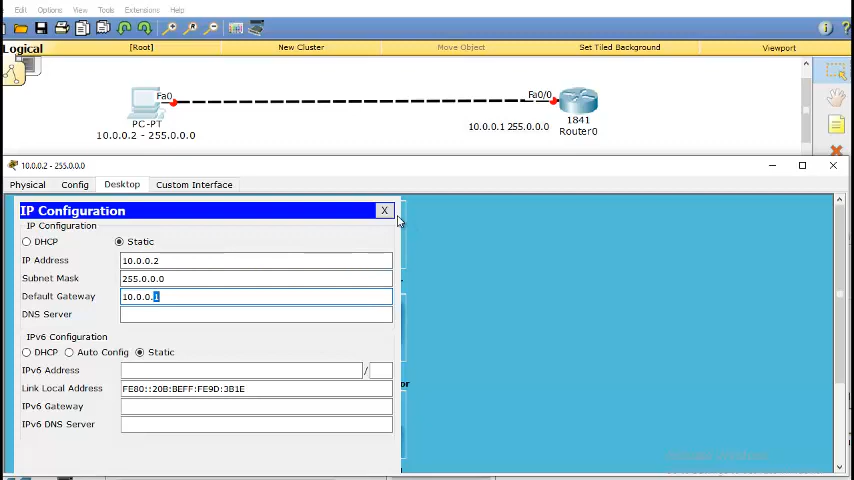 Edit Options View Tools Extensions Help
Logical [Root] New Cluster Move Object Set Tiled Background Viewport
Fa0 Fa0/0
PC-PT
10.0.0.2 - 255.0.0.0
10.0.0.1 255.0.0.0
1841
Router0
10.0.0.2 - 255.0.0.0
Physical Config Desktop Custom Interface
IP Configuration X
IP Configuration
DHCP Static
IP Address 10.0.0.2
Subnet Mask 255.0.0.0
Default Gateway 10.0.0.1
DNS Server
IPv6 Configuration
DHCP Auto Config Static
IPv6 Address /
Link Local Address FE80::20B:BEFF:FE9D:3B1E
IPv6 Gateway
IPv6 DNS Server
or